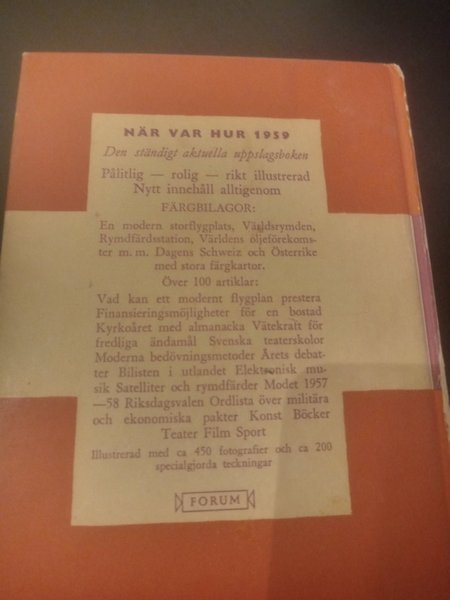 NÄR VAR HUR 1959
Den ständigt aktuella uppslagsboken
Pålitlig — rolig — rikt illustrerad
Nytt innehåll alltigenom
FÄRGBILAGOR:
En modern storflygplats, Världsrymden,
Rymdfärdsstation, Världens oljeförekoms-
ter m. m. Dagens Schweiz och Österrike
med stora färgkartor.
Över 100 artiklar:
Vad kan ett modernt flygplan prestera
Finansieringsmöjligheter för en bostad
Kyrkoåret med almanacka Vätekraft för
fredliga ändamål Svenska teaterskolor
Moderna bedövningsmetoder Årets debat-
ter Bilisten i utlandet Elektronisk mu-
sik Satelliter och rymdfärder Modet 1957
—58 Riksdagsvalen Ordlista över militära
och ekonomiska pakter Konst Böcker
Teater Film Sport
Illustrerad med ca 450 fotografier och ca 200
specialgjorda teckningar
FORUM